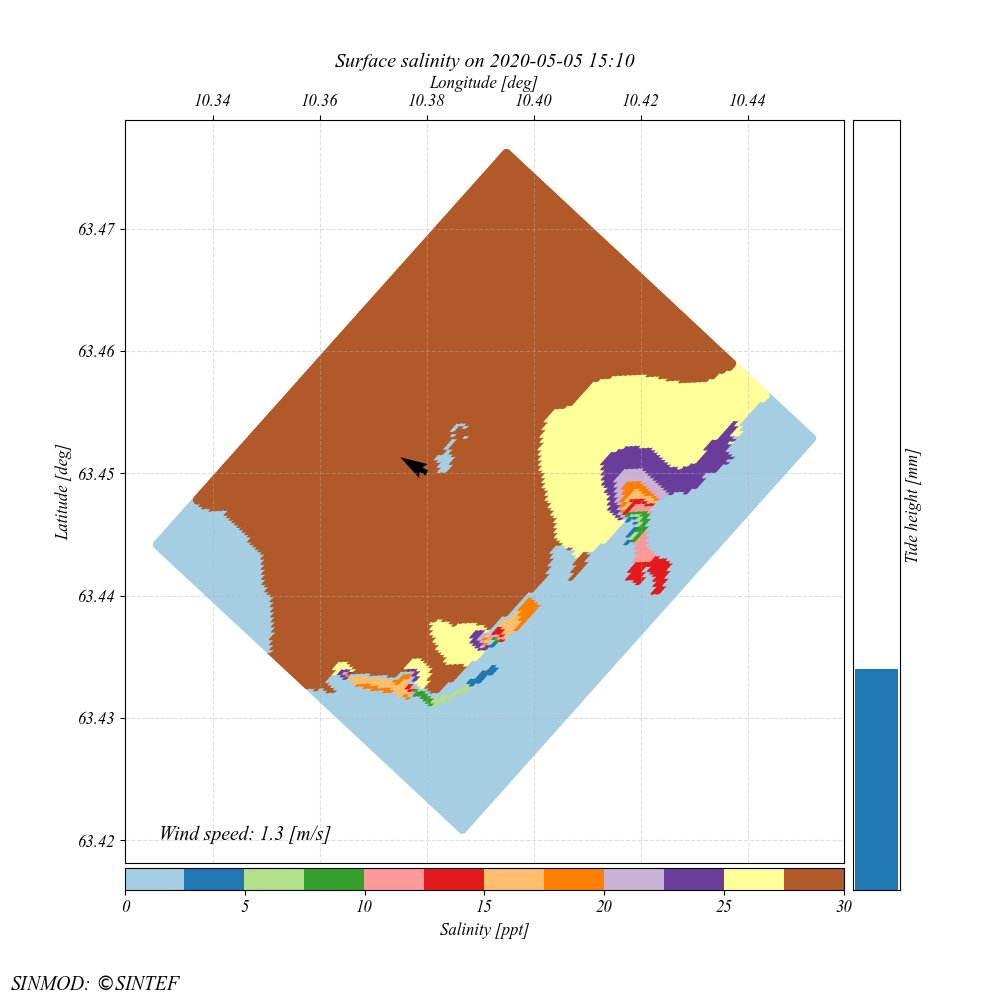 Surface salinity on 2020-05-05 15:10
Longitude [deg]
10.34 10.36 10.38 10.40 10.42 10.44
63.47
63.46
63.45
63.44
63.43
63.42
Latitude [deg]
Tide height [mm]
Wind speed: 1.3 [m/s]
0 5 10 15 20 25 30
Salinity [ppt]
SINMOD: ©SINTEF